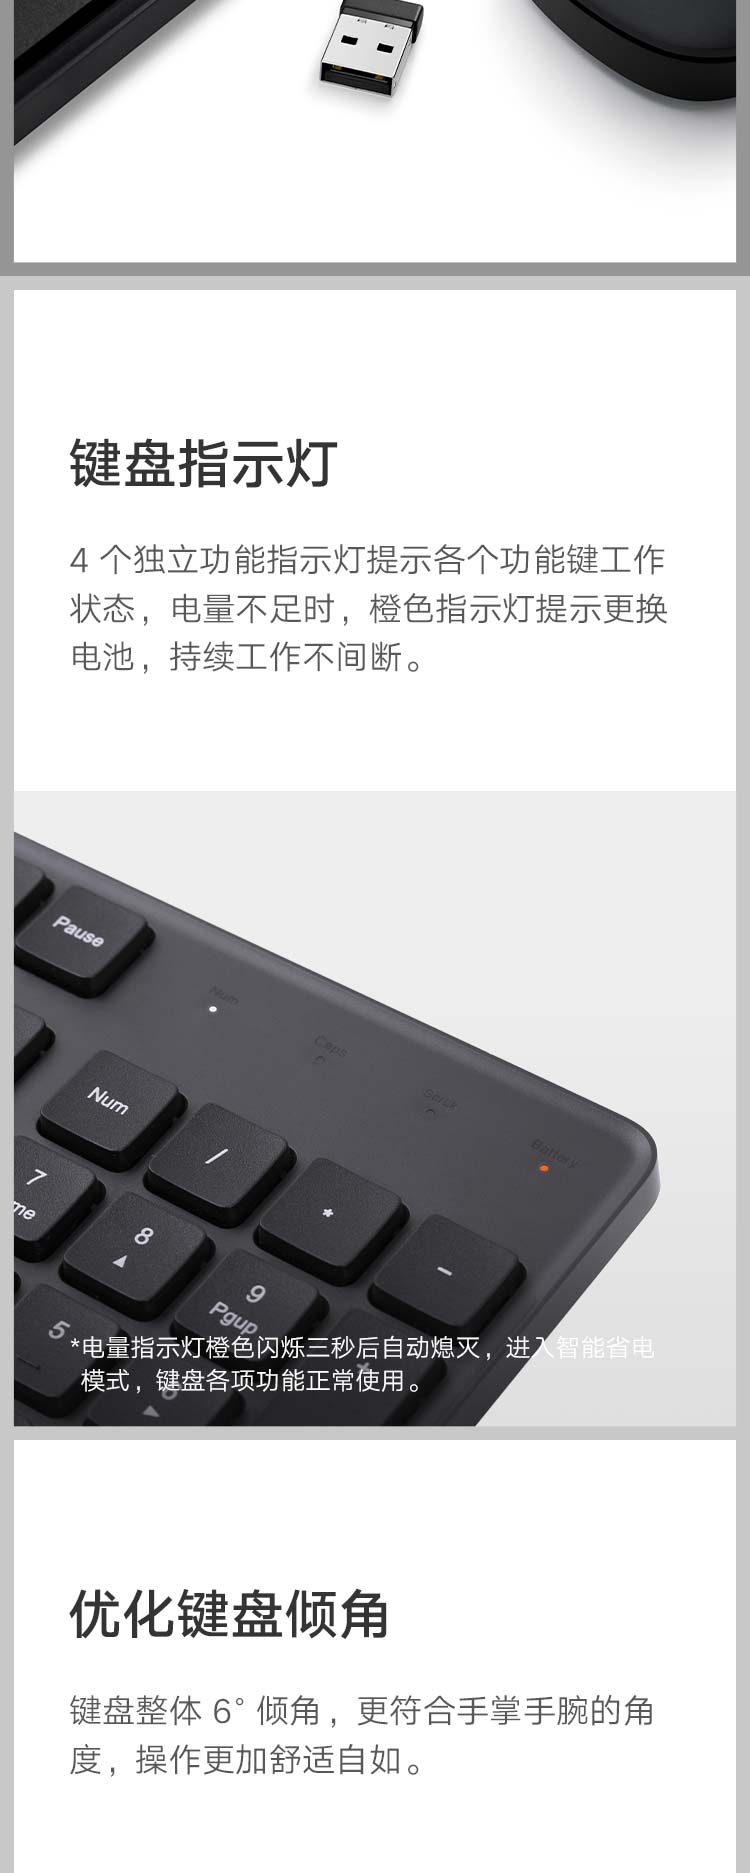 键盘指示灯
4 个独立功能指示灯提示各个功能键工作
状态，电量不足时，橙色指示灯提示更换
电池，持续工作不间断。
Pause
Num
Caps
ScrLk
Battery
Num
/
*
-
7
me
8
9
Pgup
5
+
6
*电量指示灯橙色闪烁三秒后自动熄灭，进入智能省电
模式，键盘各项功能正常使用。
优化键盘倾角
键盘整体 6° 倾角，更符合手掌手腕的角
度，操作更加舒适自如。